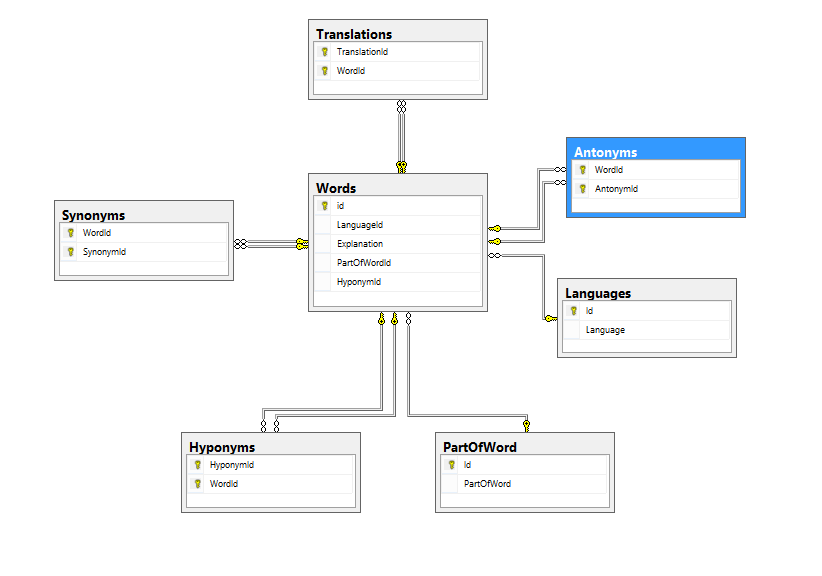 Translations
TranslationId
WordId
Antonyms
WordId
AntonymId
Words
id
LanguageId
Explanation
PartOfWordId
HyponymId
Synonyms
WordId
SynonymId
Languages
Id
Language
Hyponyms
HyponymId
WordId
PartOfWord
Id
PartOfWord